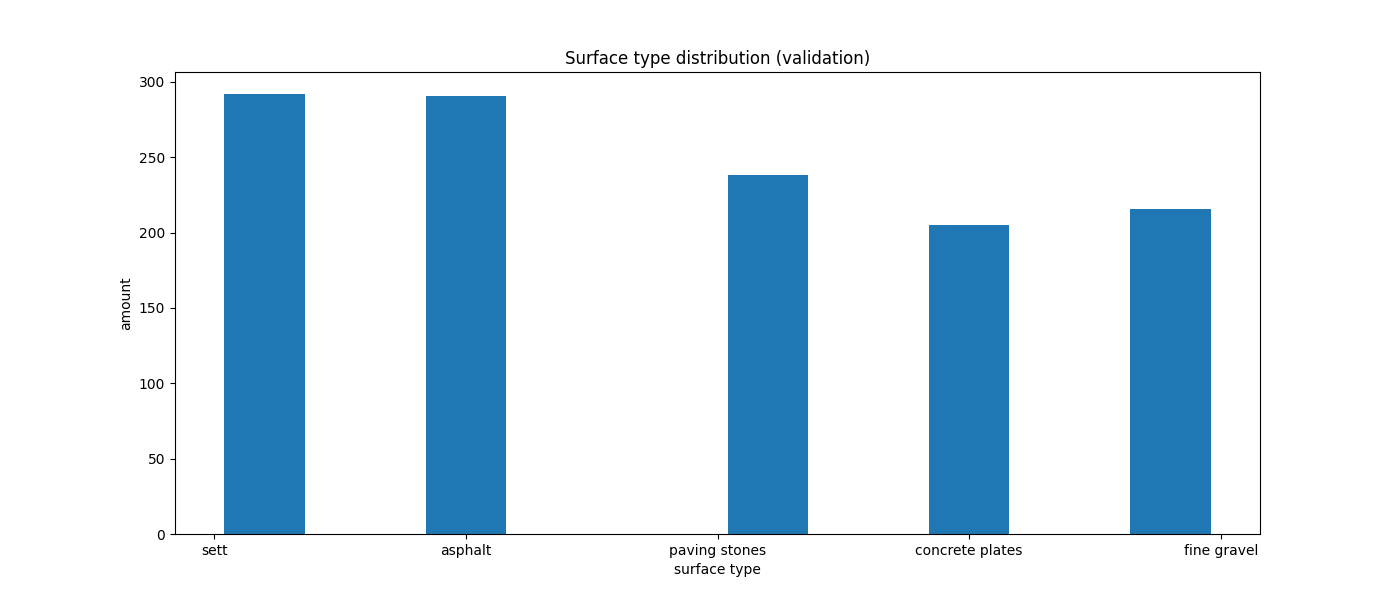 Surface type distribution (validation)
300
250
200
150
100
50
0
amount
sett
asphalt
paving stones
concrete plates
fine gravel
surface type